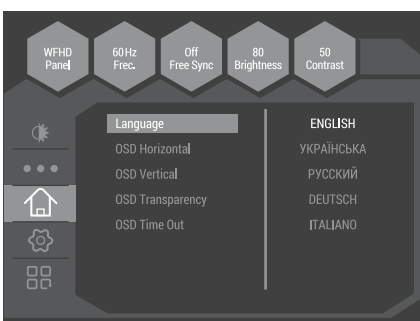 WFHD
Panel
60Hz
Frec.
Off
Free Sync
80
Brightness
50
Contrast
Language
ENGLISH
OSD Horizontal
УКРАЇНСЬКА
OSD Vertical
РУССКИЙ
OSD Transparency
DEUTSCH
OSD Time Out
ITALIANO